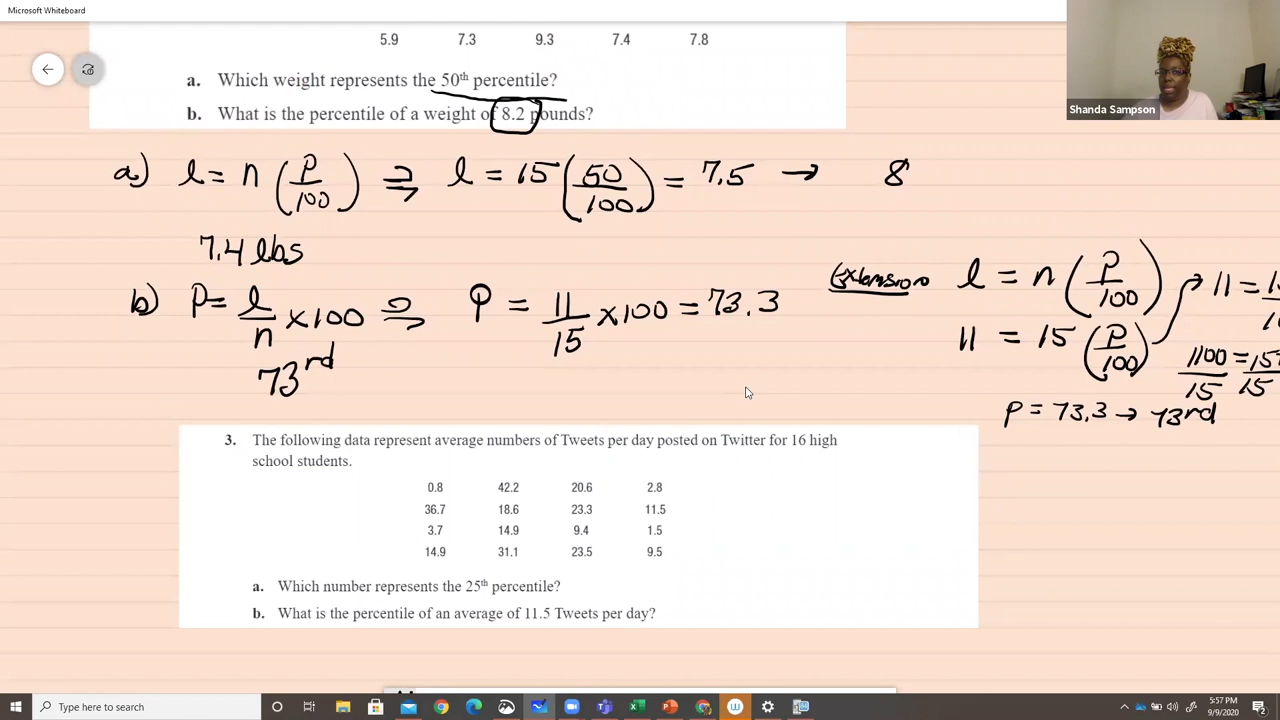 Microsoft Whiteboard
5.9 7.3 9.3 7.4 7.8
a. Which weight represents the 50th percentile?
b. What is the percentile of a weight of 8.2 pounds?
Shanda Sampson
a) l = n (P/100) ⇒ l = 15 (50/100) = 7.5 → 8
7.4 lbs
b) P = l/n × 100 ⇒ P = 11/15 × 100 = 73.3
73rd
Extension l = n (P/100)
11 = 15 (P/100)
11 =
1100/15 = 15/15
P = 73.3 → 73rd
3. The following data represent average numbers of Tweets per day posted on Twitter for 16 high
school students.
0.8 42.2 20.6 2.8
36.7 18.6 23.3 11.5
3.7 14.9 9.4 1.5
14.9 31.1 23.5 9.5
a. Which number represents the 25th percentile?
b. What is the percentile of an average of 11.5 Tweets per day?
Type here to search
5:57 PM
9/9/2020